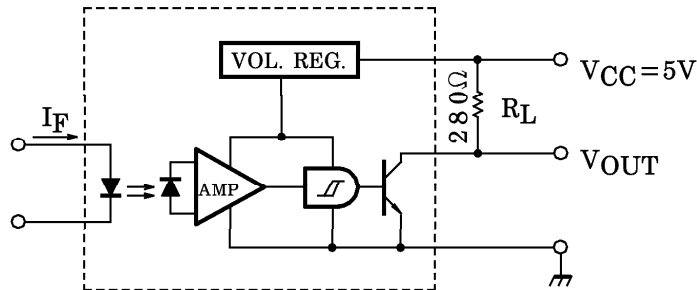 VOL. REG.
VCC=5V
IF
280Ω
RL
VOUT
AMP